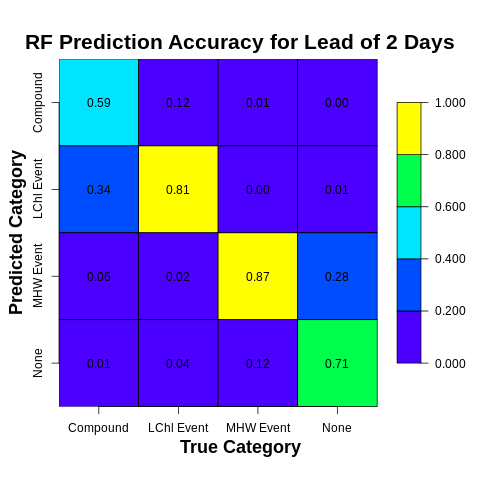 RF Prediction Accuracy for Lead of 2 Days
Predicted Category
Compound
0.59 0.12 0.01 0.00
LChl Event
0.34 0.81 0.00 0.01
MHW Event
0.06 0.02 0.87 0.28
None
0.01 0.04 0.12 0.71
Compound LChl Event MHW Event None
True Category
1.000
0.800
0.600
0.400
0.200
0.000